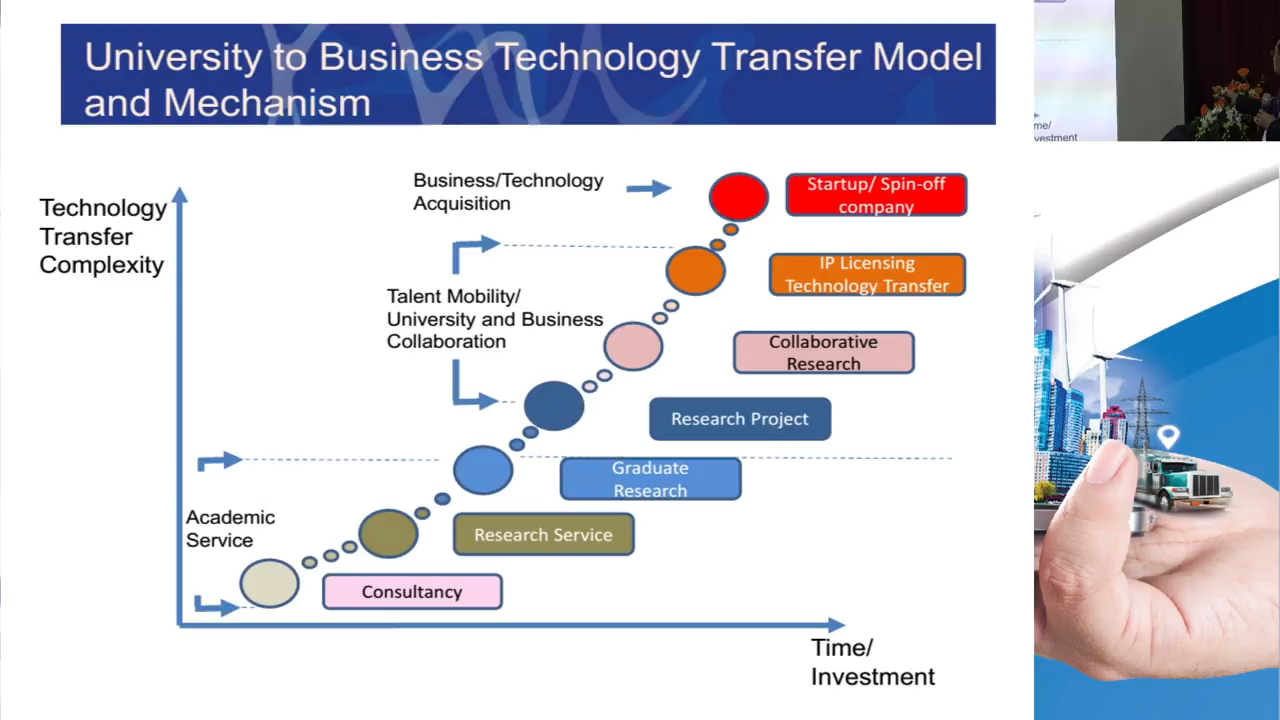 University to Business Technology Transfer Model
and Mechanism
Technology
Transfer
Complexity
Business/Technology
Acquisition
Startup/ Spin-off
company
IP Licensing
Technology Transfer
Talent Mobility/
University and Business
Collaboration
Collaborative
Research
Research Project
Graduate
Research
Academic
Service
Research Service
Consultancy
Time/
Investment
me/
vestment